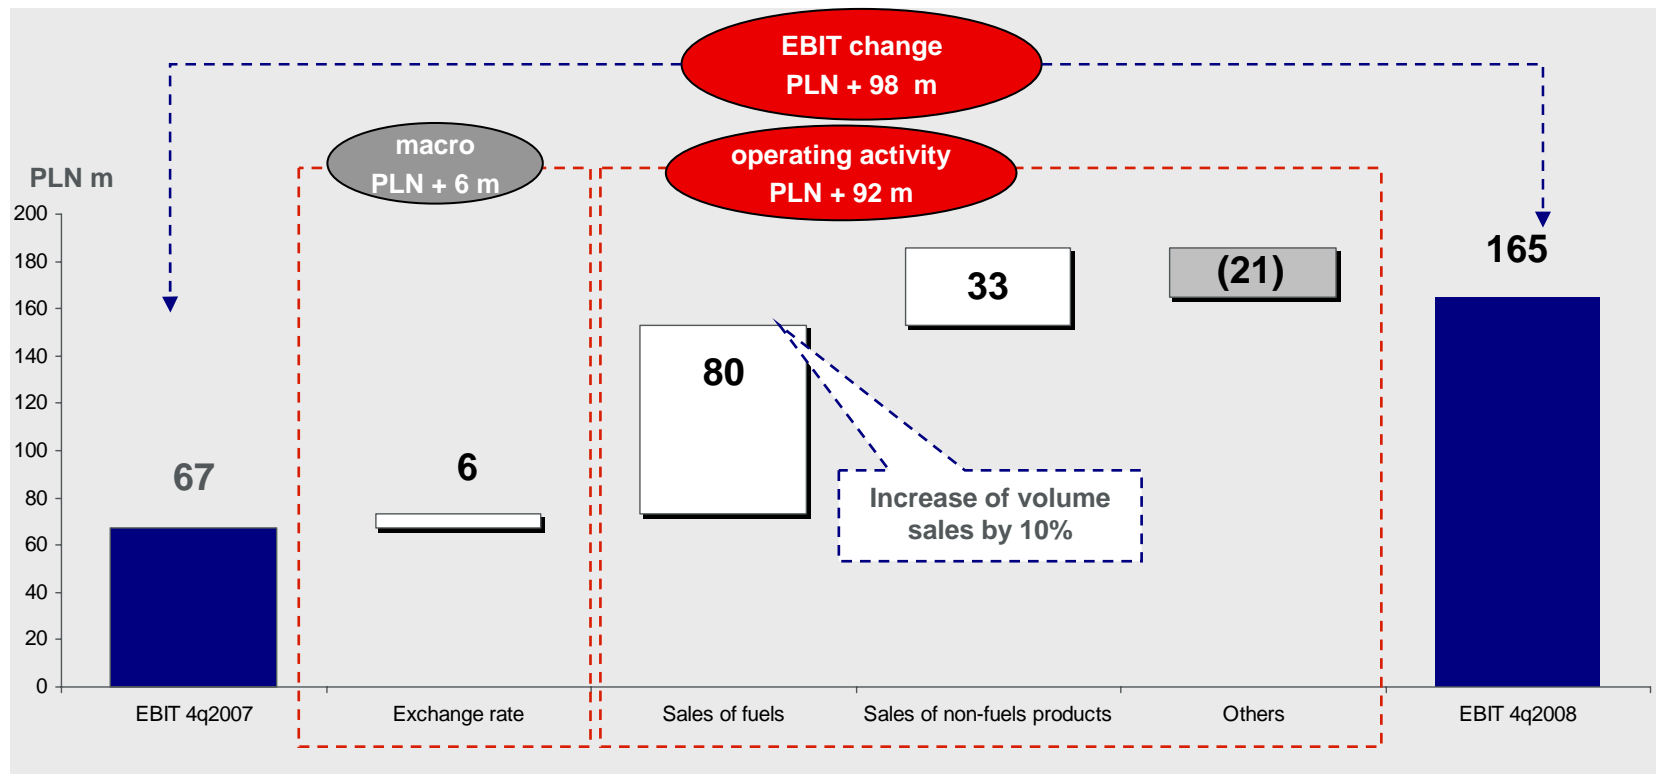 EBIT change
PLN + 98 m
macro
PLN + 6 m
operating activity
PLN + 92 m
PLN m
200
180
160
140
120
100
80
60
40
20
0
67
6
80
33
(21)
165
Increase of volume
sales by 10%
EBIT 4q2007
Exchange rate
Sales of fuels
Sales of non-fuels products
Others
EBIT 4q2008